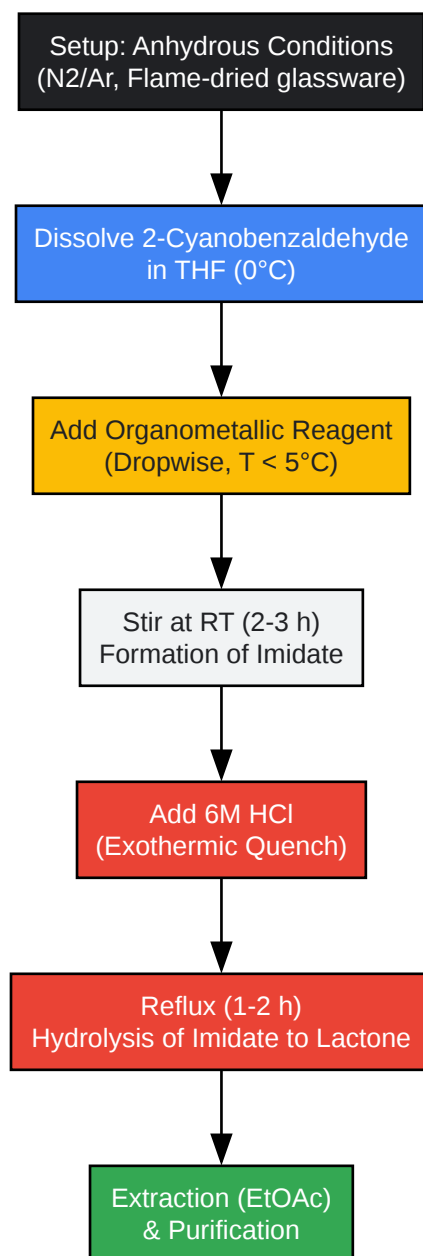 Setup: Anhydrous Conditions
(N2/Ar, Flame-dried glassware)
Dissolve 2-Cyanobenzaldehyde
in THF (0°C)
Add Organometallic Reagent
(Dropwise, T < 5°C)
Stir at RT (2-3 h)
Formation of Imidate
Add 6M HCl
(Exothermic Quench)
Reflux (1-2 h)
Hydrolysis of Imidate to Lactone
Extraction (EtOAc)
& Purification